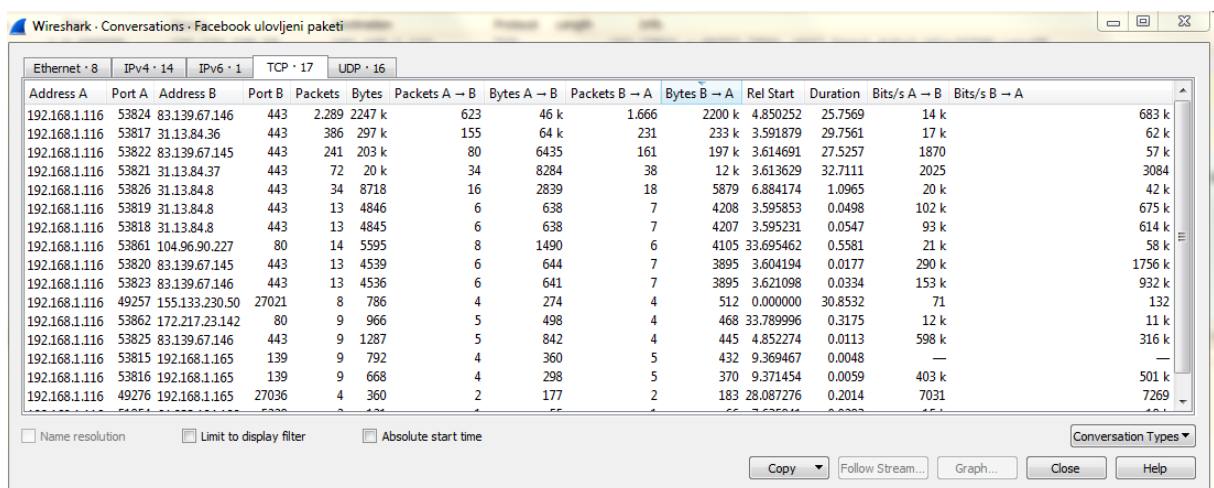 Wireshark · Conversations · Facebook ulovljeni paketi
Ethernet · 8 IPv4 · 14 IPv6 · 1 TCP · 17 UDP · 16
Address A Port A Address B Port B Packets Bytes Packets A → B Bytes A → B Packets B → A Bytes B → A Rel Start Duration Bits/s A → B Bits/s B → A
192.168.1.116 53824 83.139.67.146 443 2.289 2247 k 623 46 k 1.666 2200 k 4.850252 25.7569 14 k 683 k
192.168.1.116 53817 31.13.84.36 443 386 297 k 155 64 k 231 233 k 3.591879 29.7561 17 k 62 k
192.168.1.116 53822 83.139.67.145 443 241 203 k 80 6435 161 197 k 3.614691 27.5257 1870 57 k
192.168.1.116 53821 31.13.84.37 443 72 20 k 34 8284 38 12 k 3.613629 32.7111 2025 3084
192.168.1.116 53826 31.13.84.8 443 34 8718 16 2839 18 5879 6.884174 1.0965 20 k 42 k
192.168.1.116 53819 31.13.84.8 443 13 4846 6 638 7 4208 3.595853 0.0498 102 k 675 k
192.168.1.116 53818 31.13.84.8 443 13 4845 6 638 7 4207 3.595231 0.0547 93 k 614 k
192.168.1.116 53861 104.96.90.227 80 14 5595 8 1490 6 4105 33.695462 0.5581 21 k 58 k
192.168.1.116 53820 83.139.67.145 443 13 4539 6 644 7 3895 3.604194 0.0177 290 k 1756 k
192.168.1.116 53823 83.139.67.146 443 13 4536 6 641 7 3895 3.621098 0.0334 153 k 932 k
192.168.1.116 49257 155.133.230.50 27021 8 786 4 274 4 512 0.000000 30.8532 71 132
192.168.1.116 53862 172.217.23.142 80 9 966 5 498 4 468 33.789996 0.3175 12 k 11 k
192.168.1.116 53825 83.139.67.146 443 9 1287 5 842 4 445 4.852274 0.0113 598 k 316 k
192.168.1.116 53815 192.168.1.165 139 9 792 4 360 5 432 9.369467 0.0048 — —
192.168.1.116 53816 192.168.1.165 139 9 668 4 298 5 370 9.371454 0.0059 403 k 501 k
192.168.1.116 49276 192.168.1.165 27036 4 360 2 177 2 183 28.087276 0.2014 7031 7269
Name resolution Limit to display filter Absolute start time Conversation Types
Copy Follow Stream... Graph... Close Help